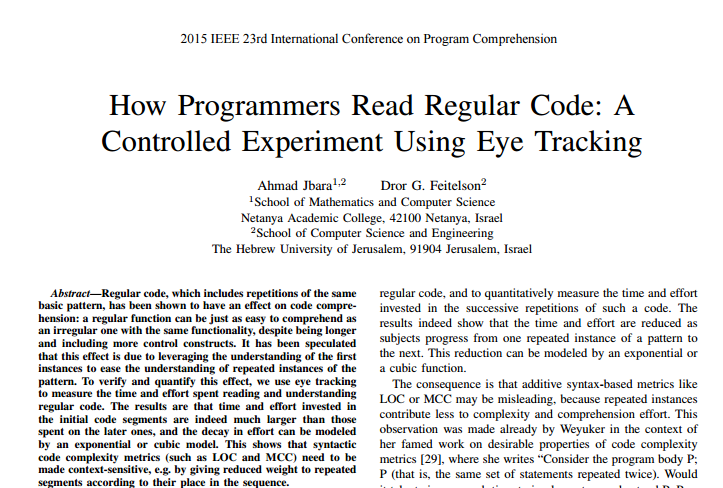 2015 IEEE 23rd International Conference on Program Comprehension
How Programmers Read Regular Code: A
Controlled Experiment Using Eye Tracking
Ahmad Jbara1,2 Dror G. Feitelson2
1School of Mathematics and Computer Science
Netanya Academic College, 42100 Netanya, Israel
2School of Computer Science and Engineering
The Hebrew University of Jerusalem, 91904 Jerusalem, Israel
Abstract—Regular code, which includes repetitions of the same
basic pattern, has been shown to have an effect on code compre-
hension: a regular function can be just as easy to comprehend as
an irregular one with the same functionality, despite being longer
and including more control constructs. It has been speculated
that this effect is due to leveraging the understanding of the first
instances to ease the understanding of repeated instances of the
pattern. To verify and quantify this effect, we use eye tracking
to measure the time and effort spent reading and understanding
regular code. The results are that time and effort invested in
the initial code segments are indeed much larger than those
spent on the later ones, and the decay in effort can be modeled
by an exponential or cubic model. This shows that syntactic
code complexity metrics (such as LOC and MCC) need to be
made context-sensitive, e.g. by giving reduced weight to repeated
segments according to their place in the sequence.
regular code, and to quantitatively measure the time and effort
invested in the successive repetitions of such a code. The
results indeed show that the time and effort are reduced as
subjects progress from one repeated instance of a pattern to
the next. This reduction can be modeled by an exponential or
a cubic function.
The consequence is that additive syntax-based metrics like
LOC or MCC may be misleading, because repeated instances
contribute less to complexity and comprehension effort. This
observation was made already by Weyuker in the context of
her famed work on desirable properties of code complexity
metrics [29], where she writes “Consider the program body P;
P (that is, the same set of statements repeated twice). Would